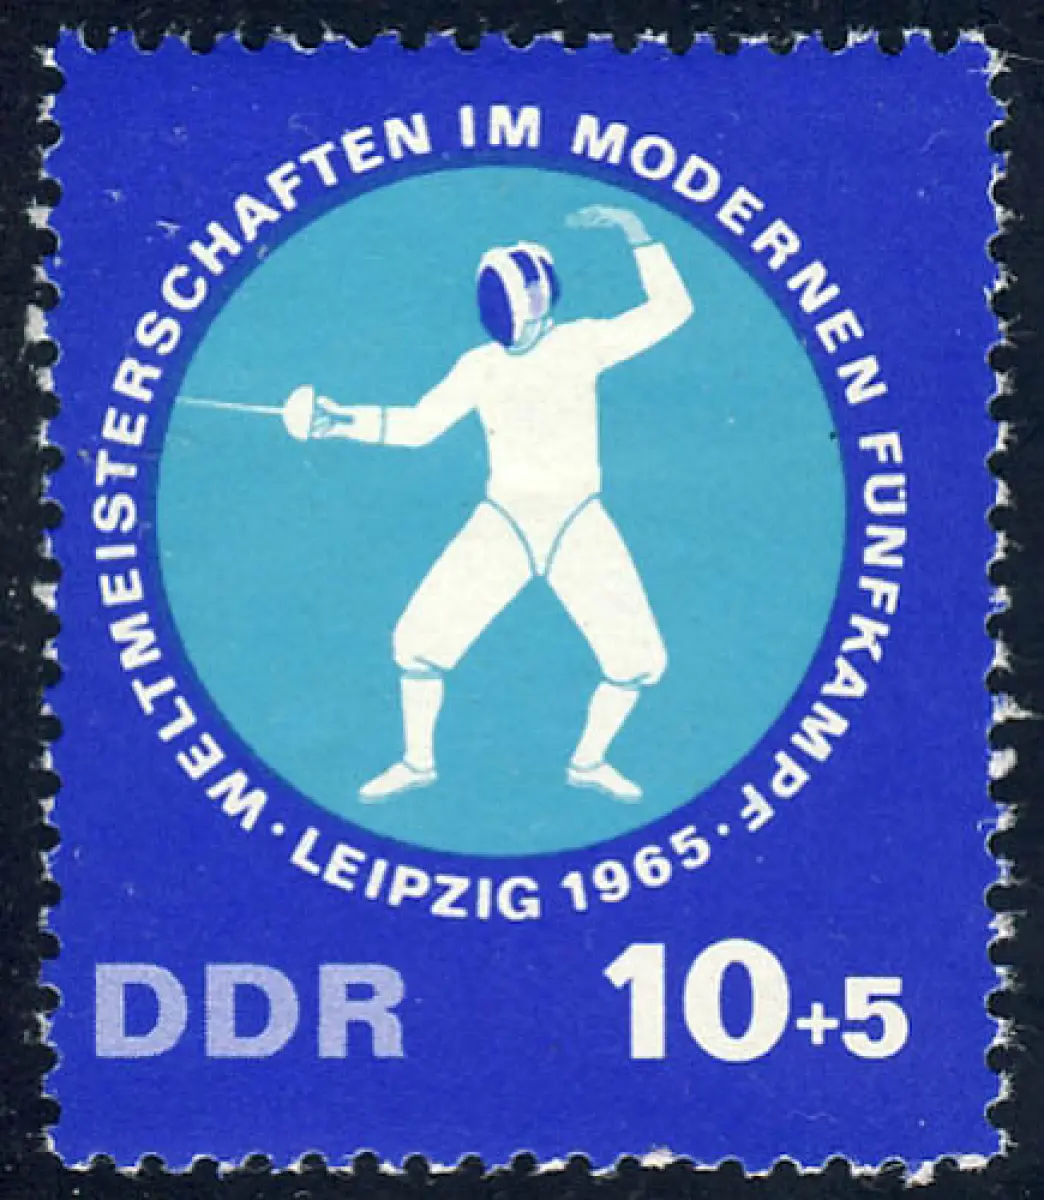 WELTMEISTERSCHAFTEN IM MODERNEN FÜNFKAMPF · LEIPZIG 1965 ·
DDR 10+5